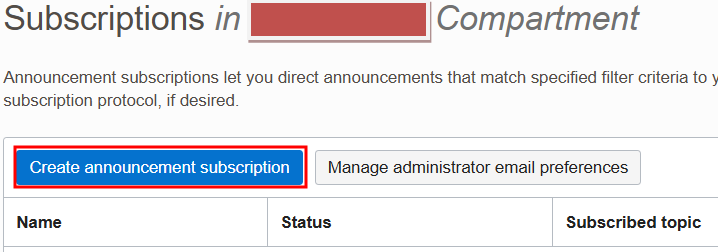 Subscriptions in Compartment
Announcement subscriptions let you direct announcements that match specified filter criteria to
subscription protocol, if desired.
Create announcement subscription Manage administrator email preferences
Name Status Subscribed topic